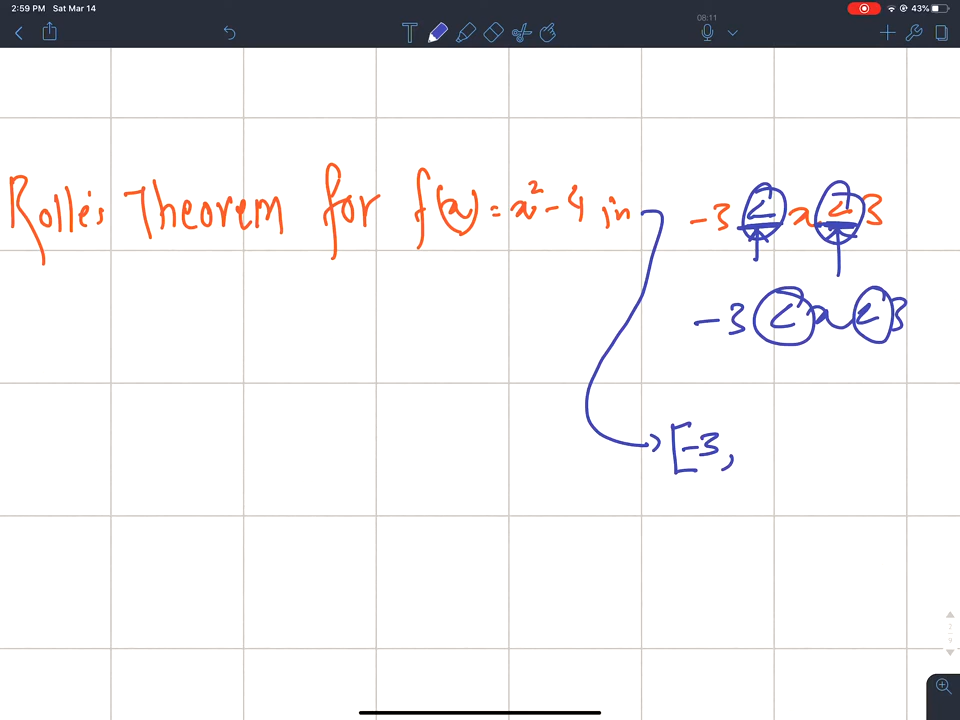 2:59 PM Sat Mar 14
43%
08:11
T
Rolle's Theorem for f(x) = x² - 4 in -3 ≤ x ≤ 3
-3 < x < 3
[-3,